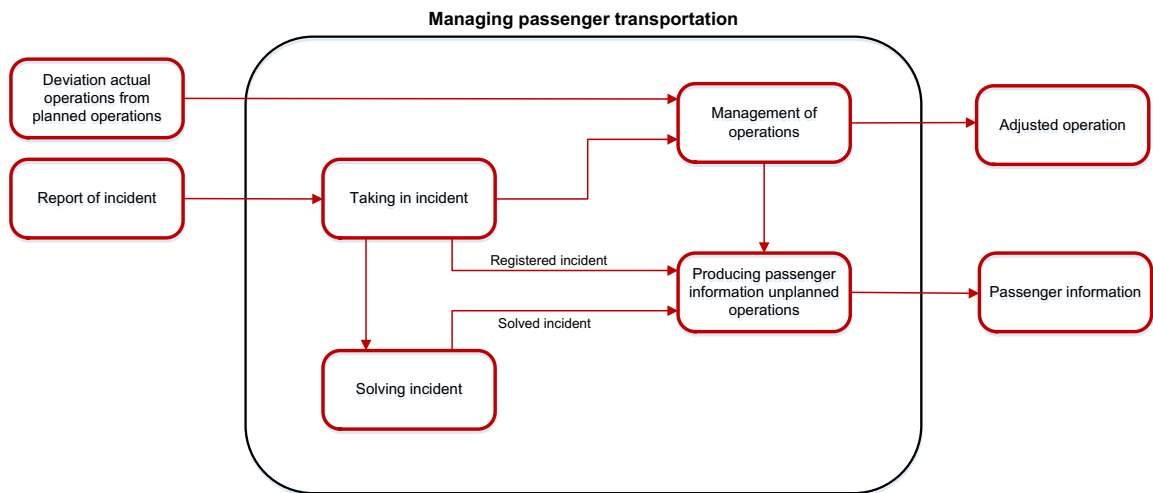 Managing passenger transportation
Deviation actual
operations from
planned operations
Management of
operations
Adjusted operation
Report of incident
Taking in incident
Registered incident
Producing passenger
information unplanned
operations
Passenger information
Solved incident
Solving incident